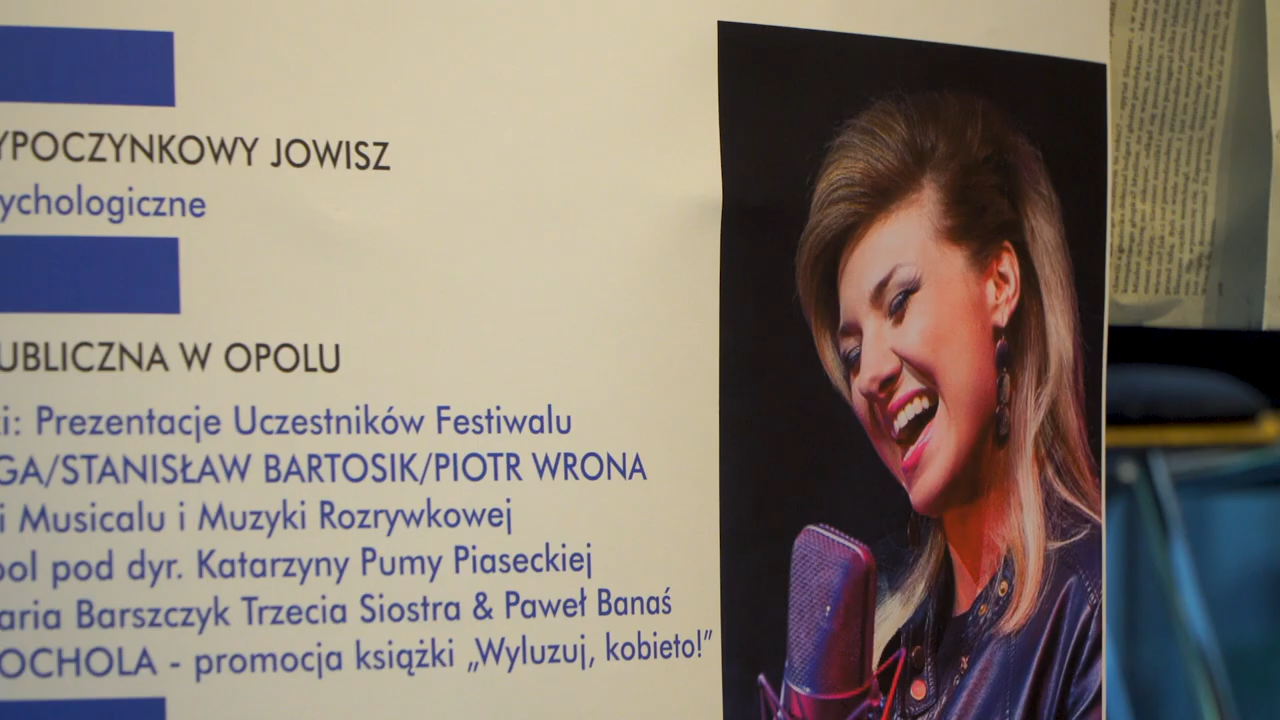 YPOCZYNKOWY JOWISZ
ychologiczne
UBLICZNA W OPOLU
i: Prezentacje Uczestników Festiwalu
GA/STANISŁAW BARTOSIK/PIOTR WRONA
i Musicalu i Muzyki Rozrywkowej
ool pod dyr. Katarzyny Pumy Piaseckiej
aria Barszczyk Trzecia Siostra & Paweł Banaś
OCHOLA - promocja książki „Wyluzuj, kobieto!”